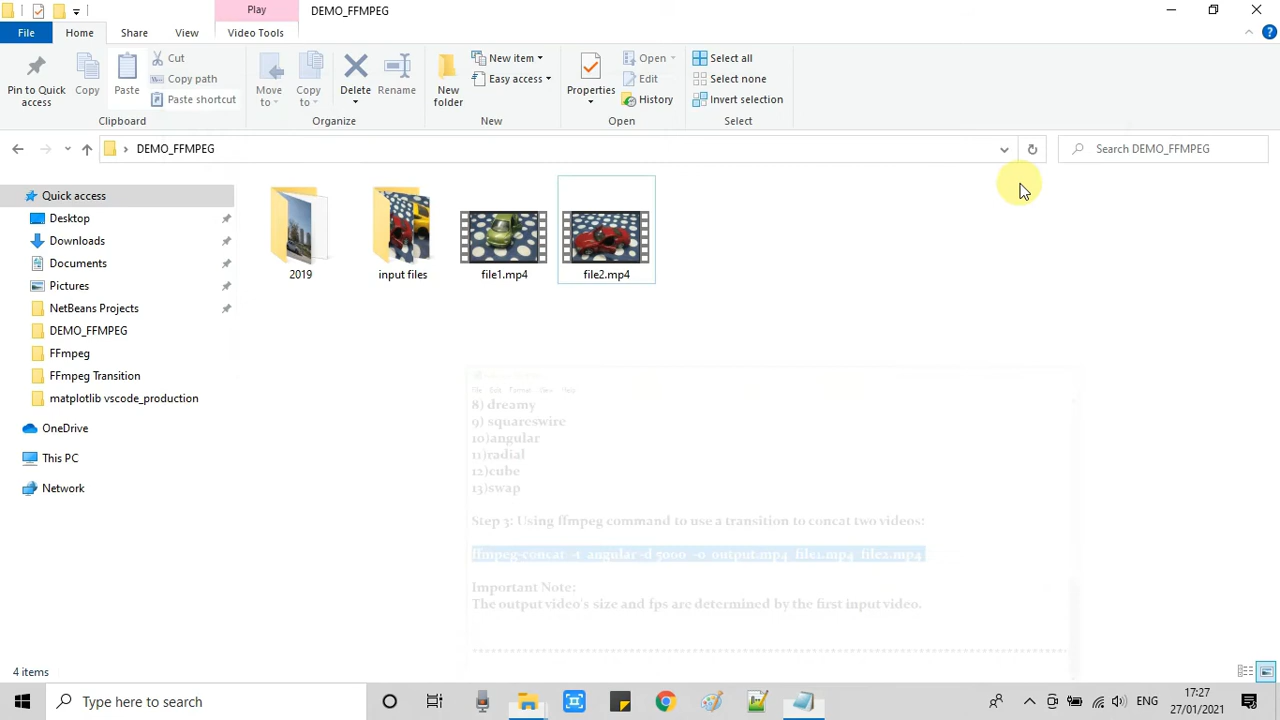 Play
DEMO_FFMPEG
File
Home
Share
View
Video Tools
Pin to Quick access
Copy
Paste
Cut
Copy path
Paste shortcut
Move to
Copy to
Delete
Rename
New folder
New item
Easy access
Properties
Open
Edit
History
Select all
Select none
Invert selection
Clipboard
Organize
New
Open
Select
DEMO_FFMPEG
Search DEMO_FFMPEG
Quick access
Desktop
Downloads
Documents
Pictures
NetBeans Projects
DEMO_FFMPEG
FFmpeg
FFmpeg Transition
matplotlib vscode_production
OneDrive
This PC
Network
2019
input files
file1.mp4
file2.mp4
File Edit Format View Help
8) dreamy
9) squareswire
10)angular
11)radial
12)cube
13)swap
Step 3: Using ffmpeg command to use a transition to concat two videos:
ffmpeg-concat -t angular -d 5000 -o output.mp4 file1.mp4 file2.mp4
Important Note:
The output video's size and fps are determined by the first input video.
4 items
Type here to search
ENG
17:27
27/01/2021